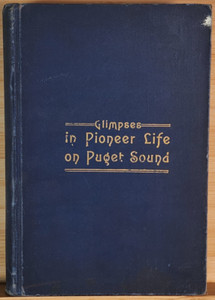 Glimpses
in Pioneer Life
on Puget Sound